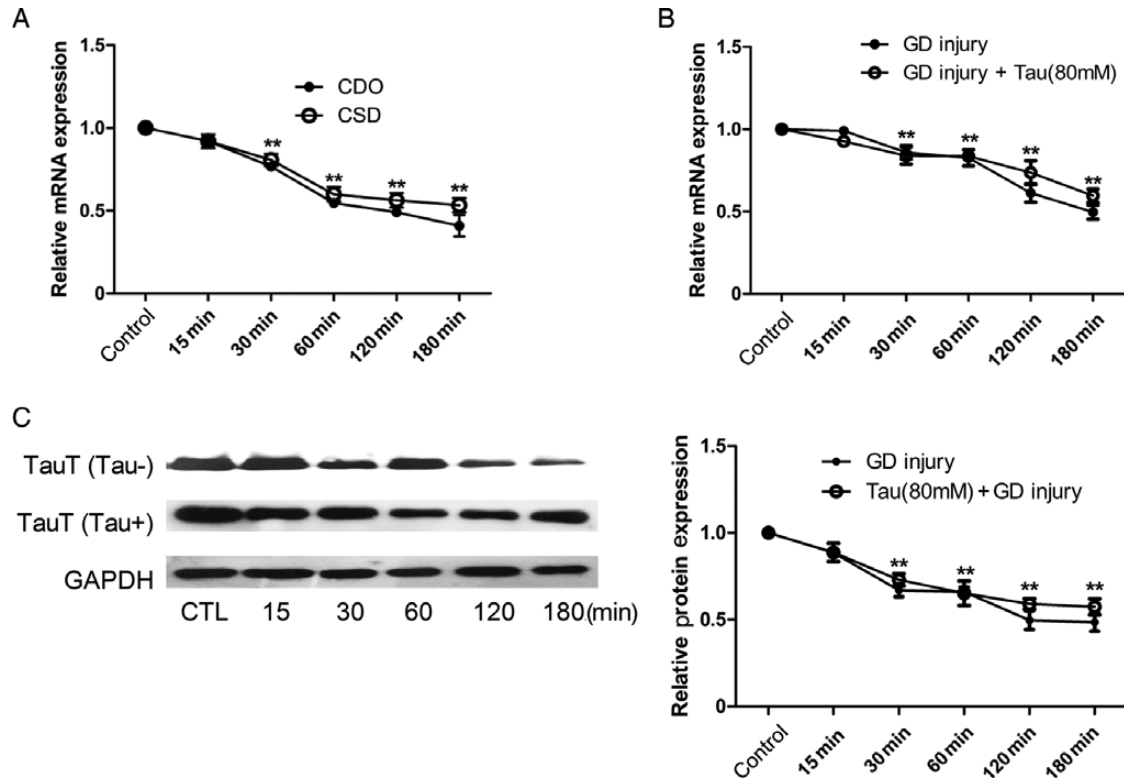 A
Relative mRNA expression
1.5
1.0
0.5
0
CDO
CSD
**
**
**
**
Control
15 min
30 min
60 min
120 min
180 min
B
Relative mRNA expression
1.5
1.0
0.5
0
GD injury
GD injury + Tau(80mM)
**
**
**
**
Control
15 min
30 min
60 min
120 min
180 min
C
TauT (Tau-)
TauT (Tau+)
GAPDH
CTL 15 30 60 120 180(min)
Relative protein expression
1.5
1.0
0.5
0
GD injury
Tau(80mM)+GD injury
**
**
**
**
Control
15 min
30 min
60 min
120 min
180 min